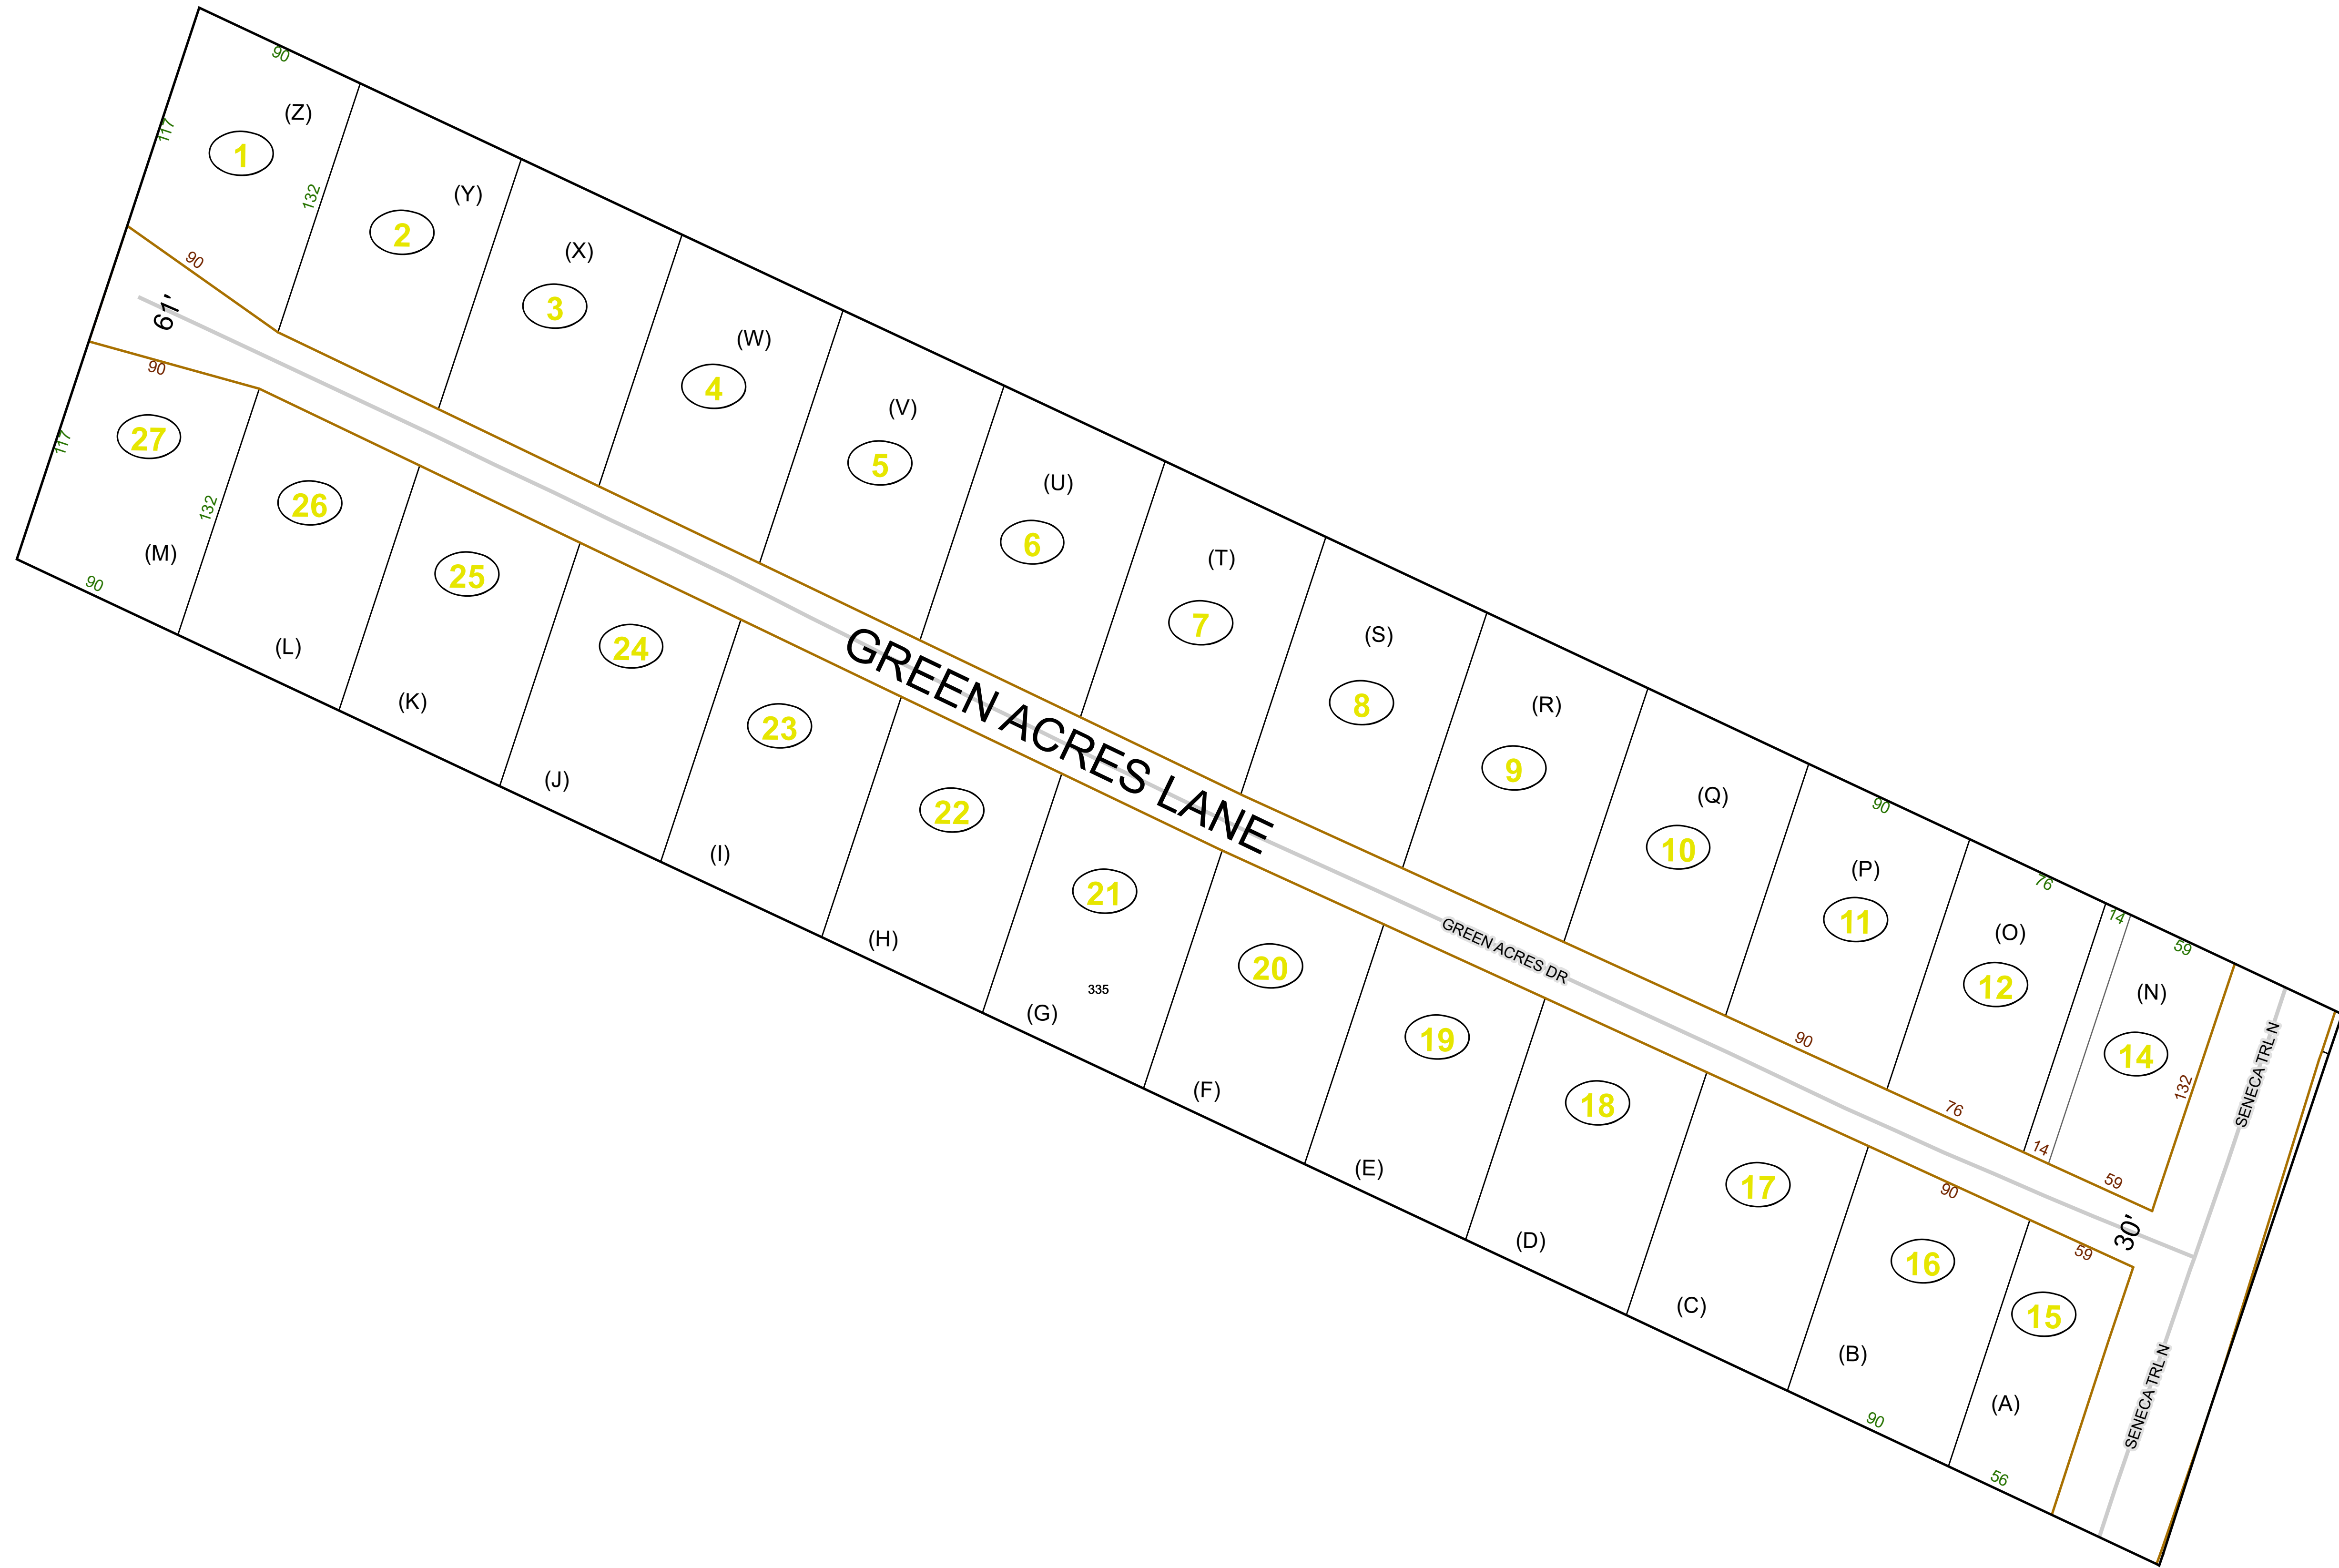 90
(Z)
117
1
132
(Y)
2
90
61'
(X)
3
(W)
4
(V)
5
(U)
6
(T)
7
(S)
8
(R)
9
(Q)
10
90
(P)
11
76
(O)
12
14
59
(N)
14
132
90
76
14
59
GREEN ACRES LANE
GREEN ACRES DR
30'
SENECA TRL N
SENECA TRL N
90
27
117
(M)
90
132
26
(L)
25
(K)
24
(J)
23
(I)
22
(H)
21
335
(G)
20
(F)
19
(E)
18
(D)
17
(C)
90
16
(B)
90
59
15
(A)
56